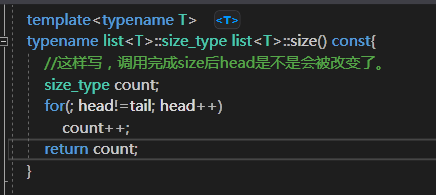 template<typename T> <T>
typename list<T>::size_type list<T>::size() const{
//这样写，调用完成size后head是不是会被改变了。
size_type count;
for(; head!=tail; head++)
count++;
return count;
}